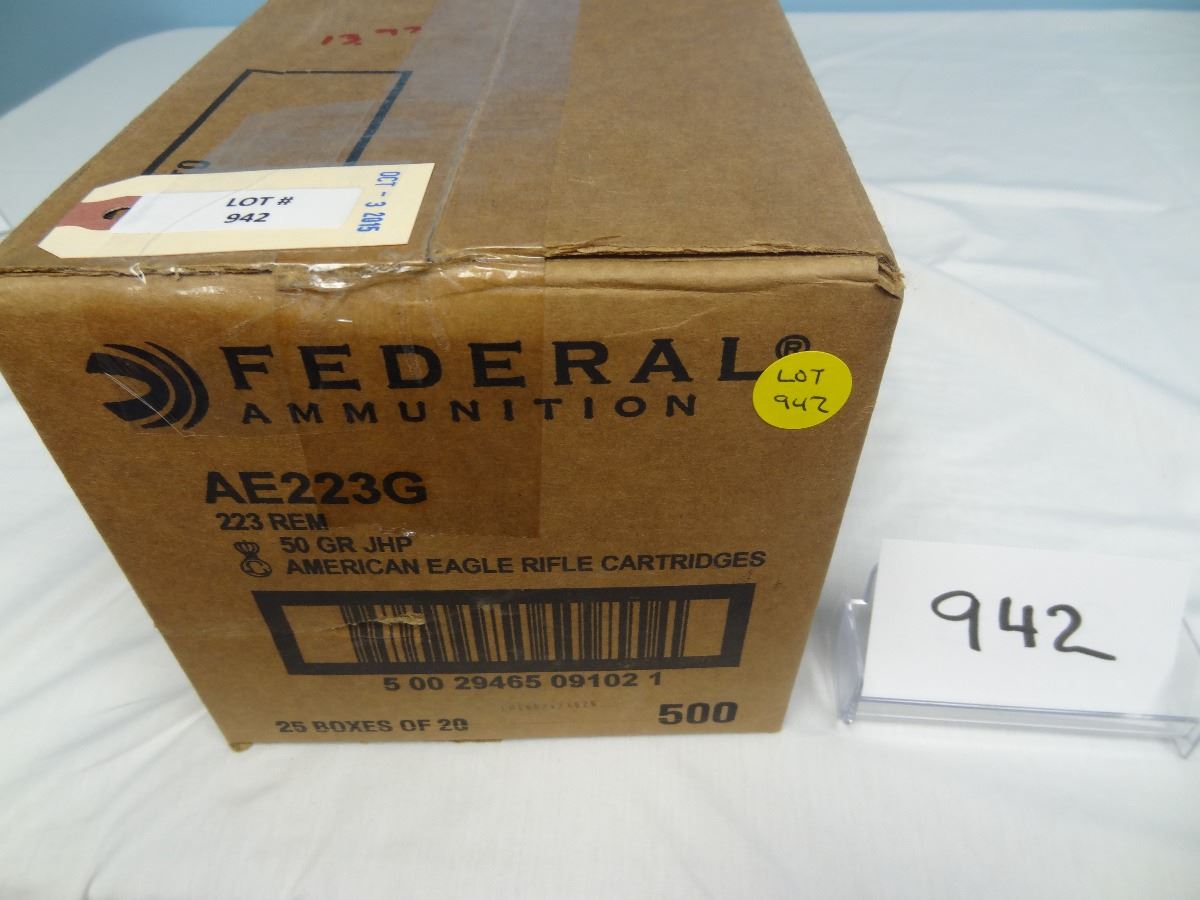 LOT #
942
OCT - 3 2015
FEDERAL®
AMMUNITION
LOT
942
AE223G
223 REM
50 GR JHP
AMERICAN EAGLE RIFLE CARTRIDGES
5 00 29465 09102 1
25 BOXES OF 20
500
942